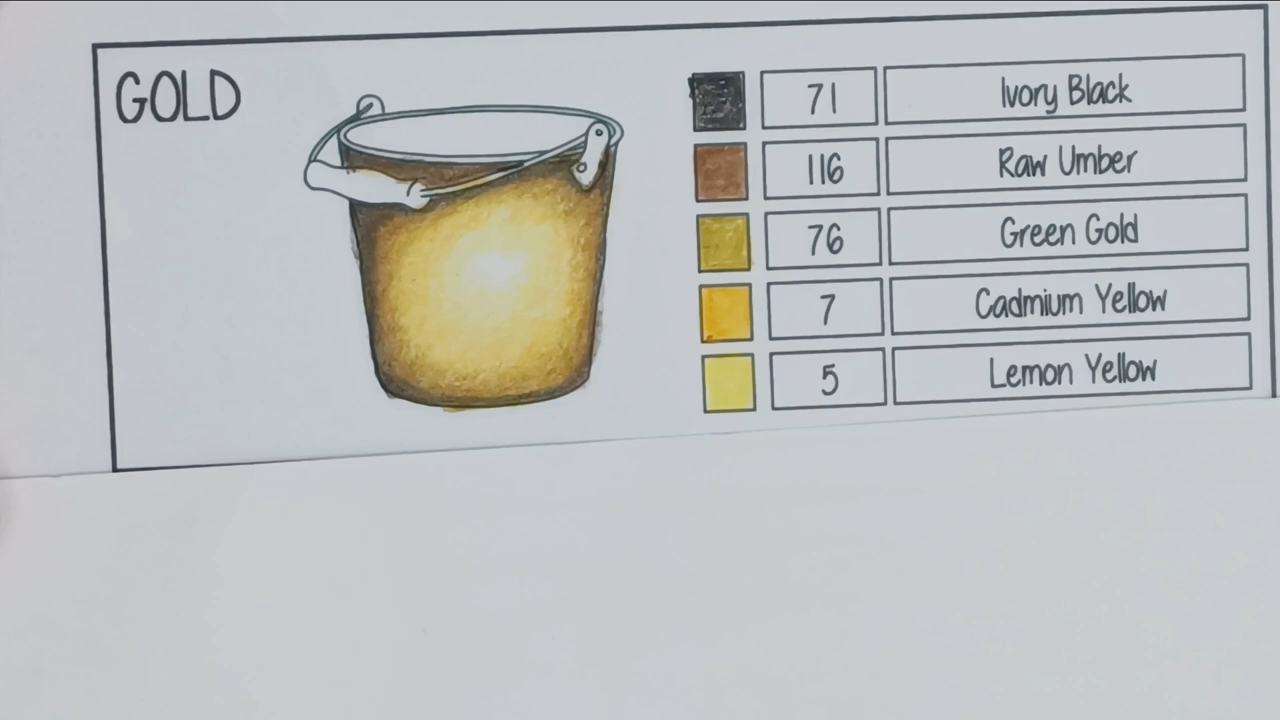 GOLD
71 Ivory Black
116 Raw Umber
76 Green Gold
7 Cadmium Yellow
5 Lemon Yellow